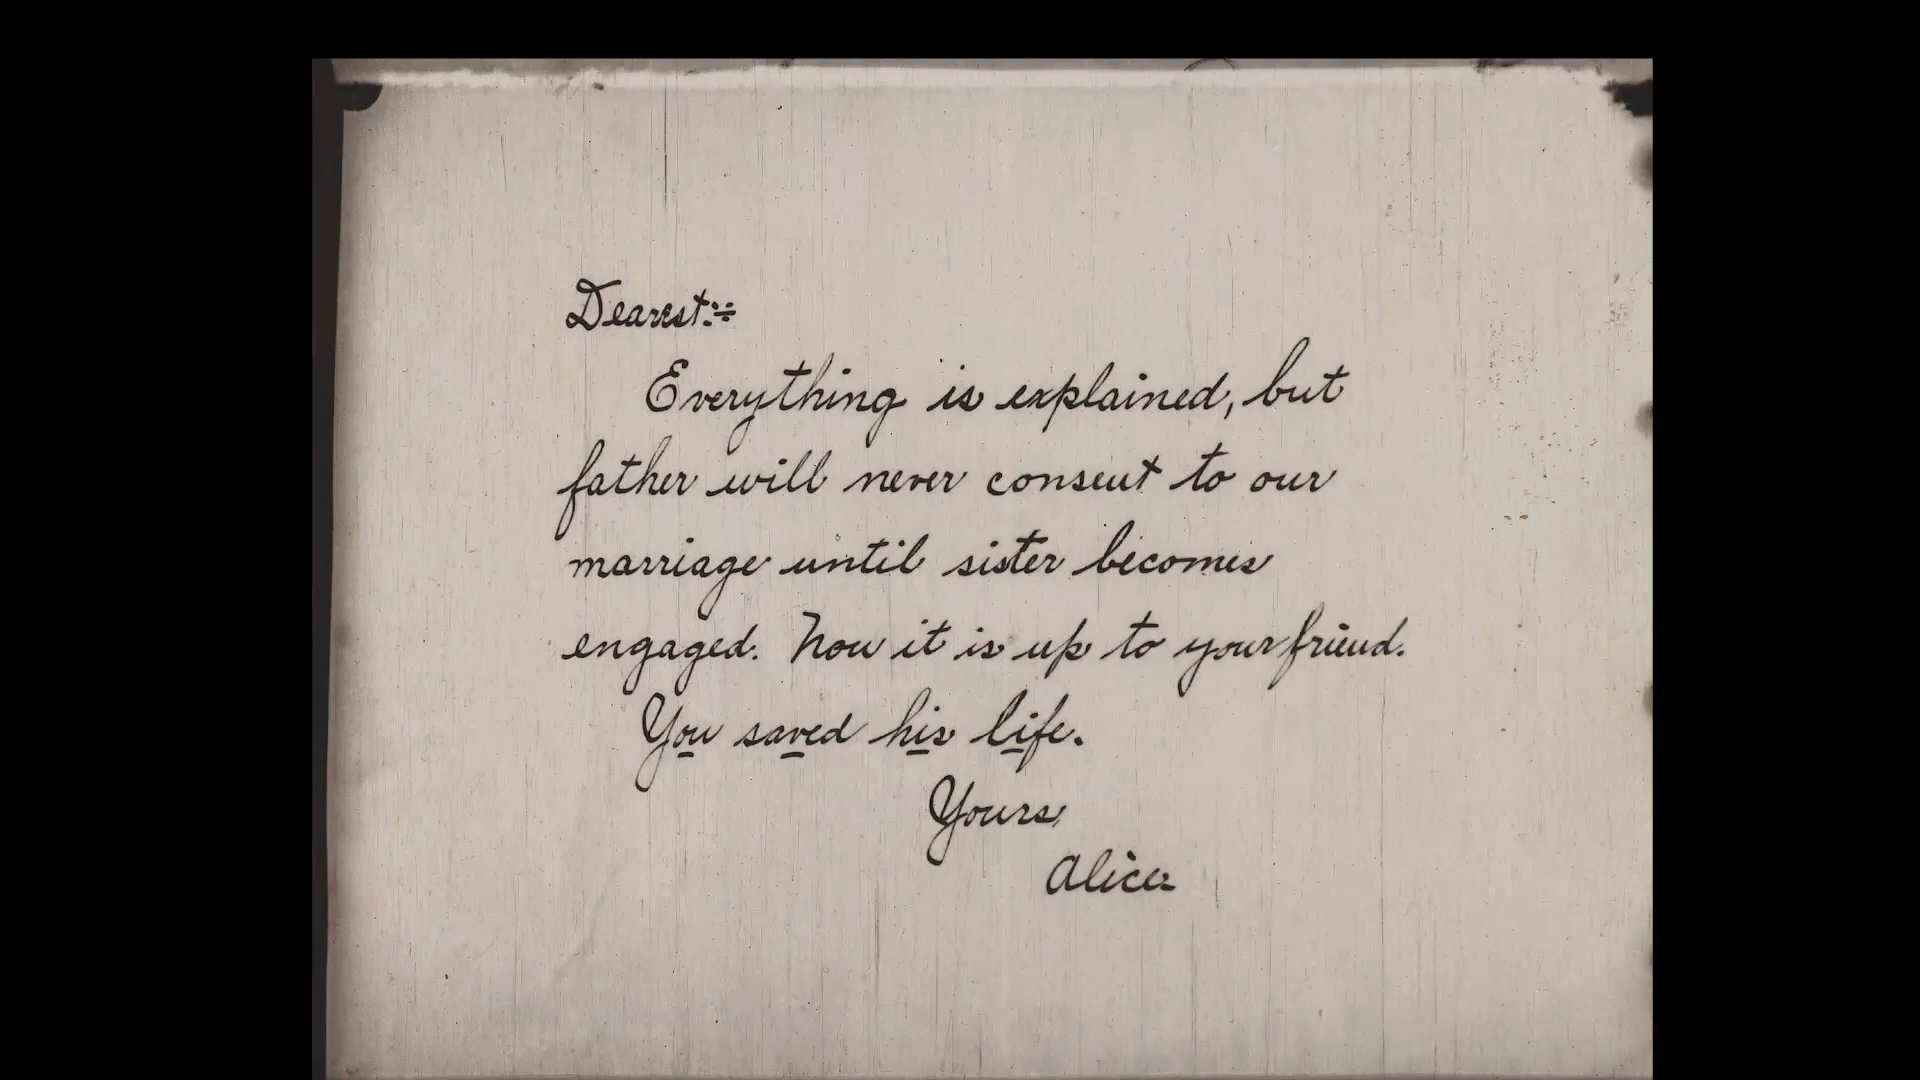 Dearest:÷
Everything is explained, but
father will never consent to our
marriage until sister becomes
engaged. Now it is up to your friend.
You saved his life.
Yours,
Alice